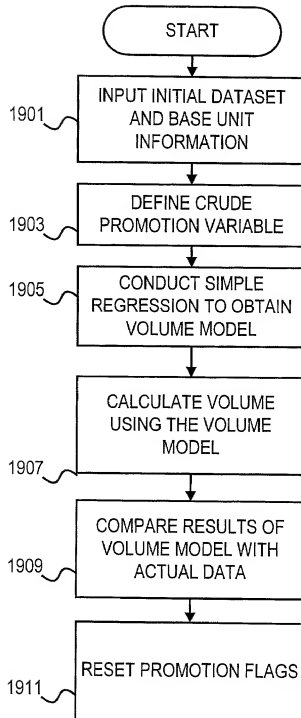 START
1901
INPUT INITIAL DATASET
AND BASE UNIT
INFORMATION
1903
DEFINE CRUDE
PROMOTION VARIABLE
1905
CONDUCT SIMPLE
REGRESSION TO OBTAIN
VOLUME MODEL
1907
CALCULATE VOLUME
USING THE VOLUME
MODEL
1909
COMPARE RESULTS OF
VOLUME MODEL WITH
ACTUAL DATA
1911
RESET PROMOTION FLAGS